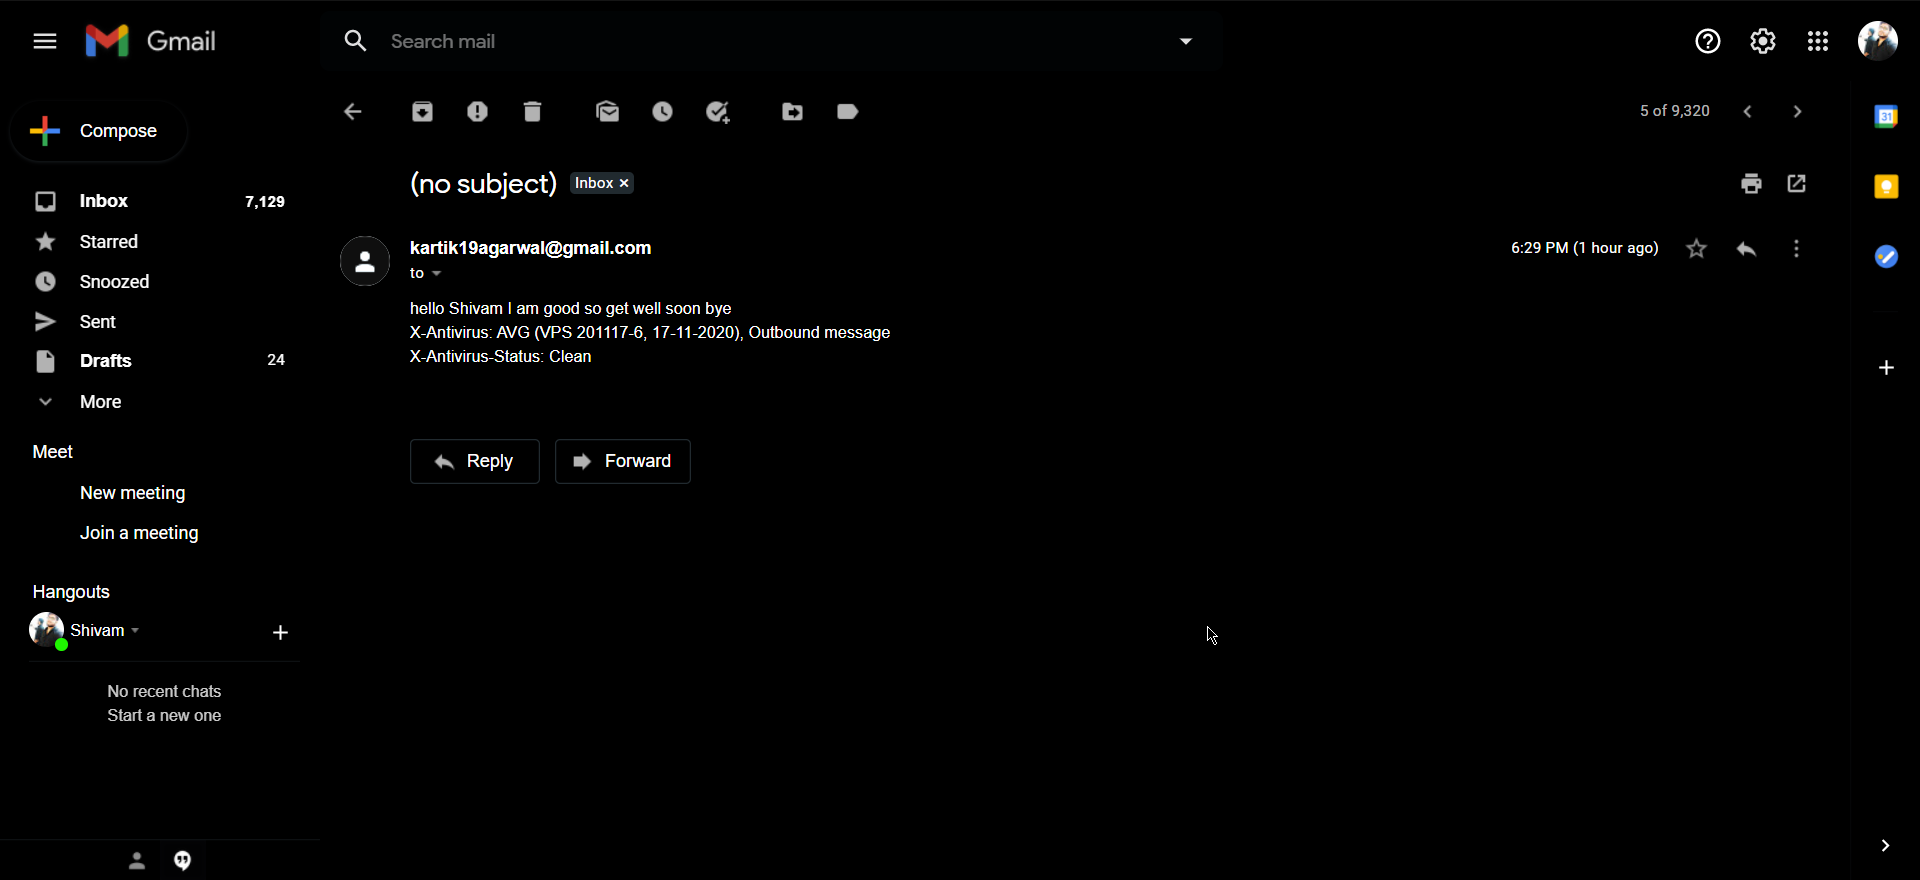 Gmail
Search mail
Compose
5 of 9,320
31
Inbox 7,129
Starred
Snoozed
Sent
Drafts 24
More
Meet
New meeting
Join a meeting
Hangouts
Shivam
No recent chats
Start a new one
(no subject) Inbox x
kartik19agarwal@gmail.com 6:29 PM (1 hour ago)
to
hello Shivam I am good so get well soon bye
X-Antivirus: AVG (VPS 201117-6, 17-11-2020), Outbound message
X-Antivirus-Status: Clean
Reply Forward